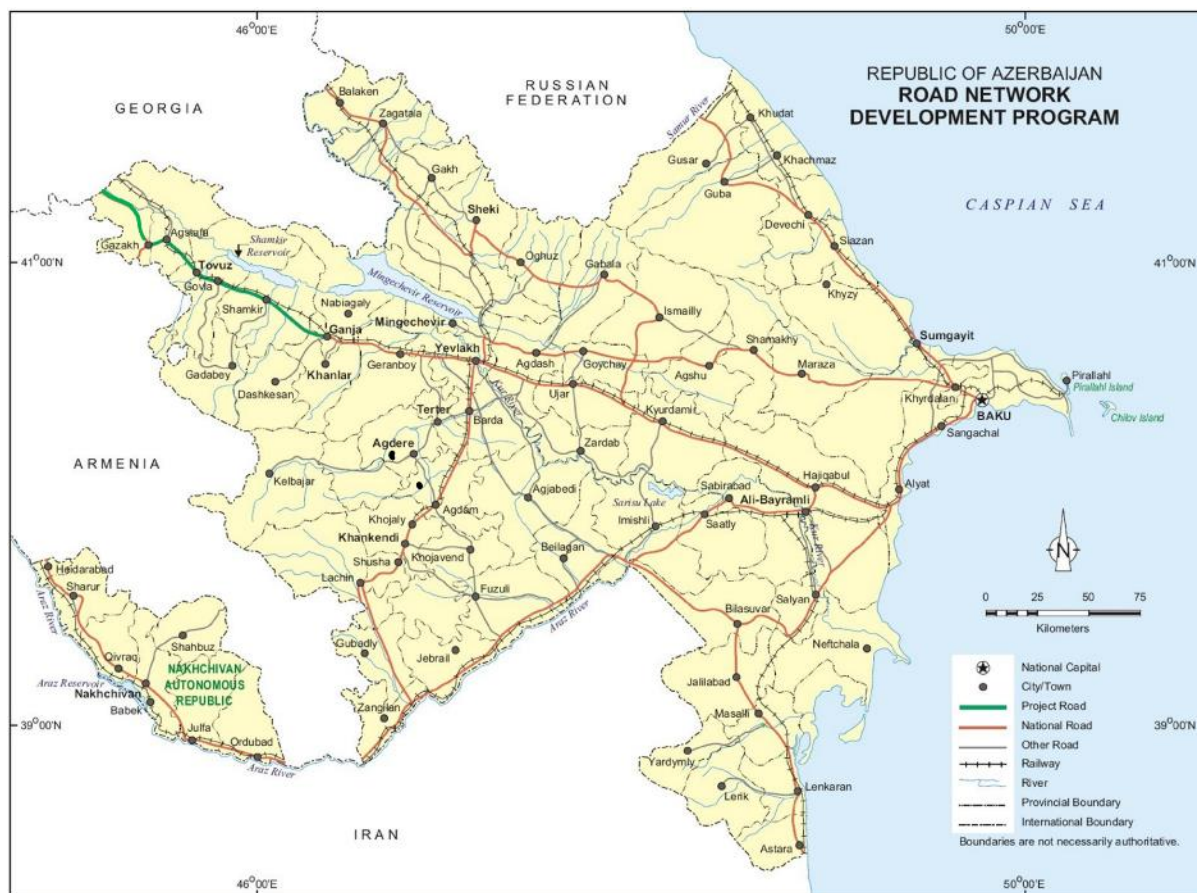 46°00'E
50°00'E
REPUBLIC OF AZERBAIJAN
ROAD NETWORK
DEVELOPMENT PROGRAM
RUSSIAN
FEDERATION
GEORGIA
Balaken
Zagatala
Samur River
Khudat
Gusar
Khachmaz
Gakh
Guba
CASPIAN SEA
Sheki
Devechi
Agstafa
Shamkir
Reservoir
Gazakh
Siazan
41°00'N
Tovuz
Oghuz
Gabala
41°00'N
Govla
Mingechevir Reservoir
Khyzy
Shamkir
Nabiagaly
Ismailly
Ganja
Mingechevir
Sumgayit
Yevlakh
Shamakhy
Geranboy
Agdash
Goychay
Gadabey
Khanlar
Agshu
Maraza
Pirallahl
Pirallahl Island
Dashkesan
Ujar
Khyrdalan
Kur River
BAKU
Chilov Island
Terter
Barda
Kyurdamir
Sangachal
Agdere
Zardab
ARMENIA
Kelbajar
Hajiqabul
Agjabedi
Sabirabad
Alyat
Sarisu Lake
Ali-Bayramli
Agdam
Imishli
Saatly
Khojaly
Kur River
Khankendi
N
Shusha
Khojavend
Beilagan
Heidarabad
Lachin
Sharur
Fuzuli
Araz River
Salyan
0 25 50 75
Kilometers
Araz River
Bilasuvar
Shahbuz
Gubadly
Jebrail
Neftchala
Qivraq
NAKHCHIVAN
AUTONOMOUS
REPUBLIC
National Capital
Araz Reservoir
Jalilabad
City/Town
Nakhchivan
Babek
Zangilan
Project Road
Masalli
National Road
39°00'N
39°00'N
Julfa
Ordubad
Other Road
Yardymly
Railway
Araz River
River
Lerik
Lenkaran
Provincial Boundary
International Boundary
IRAN
Astara
Boundaries are not necessarily authoritative.
46°00'E
50°00'E